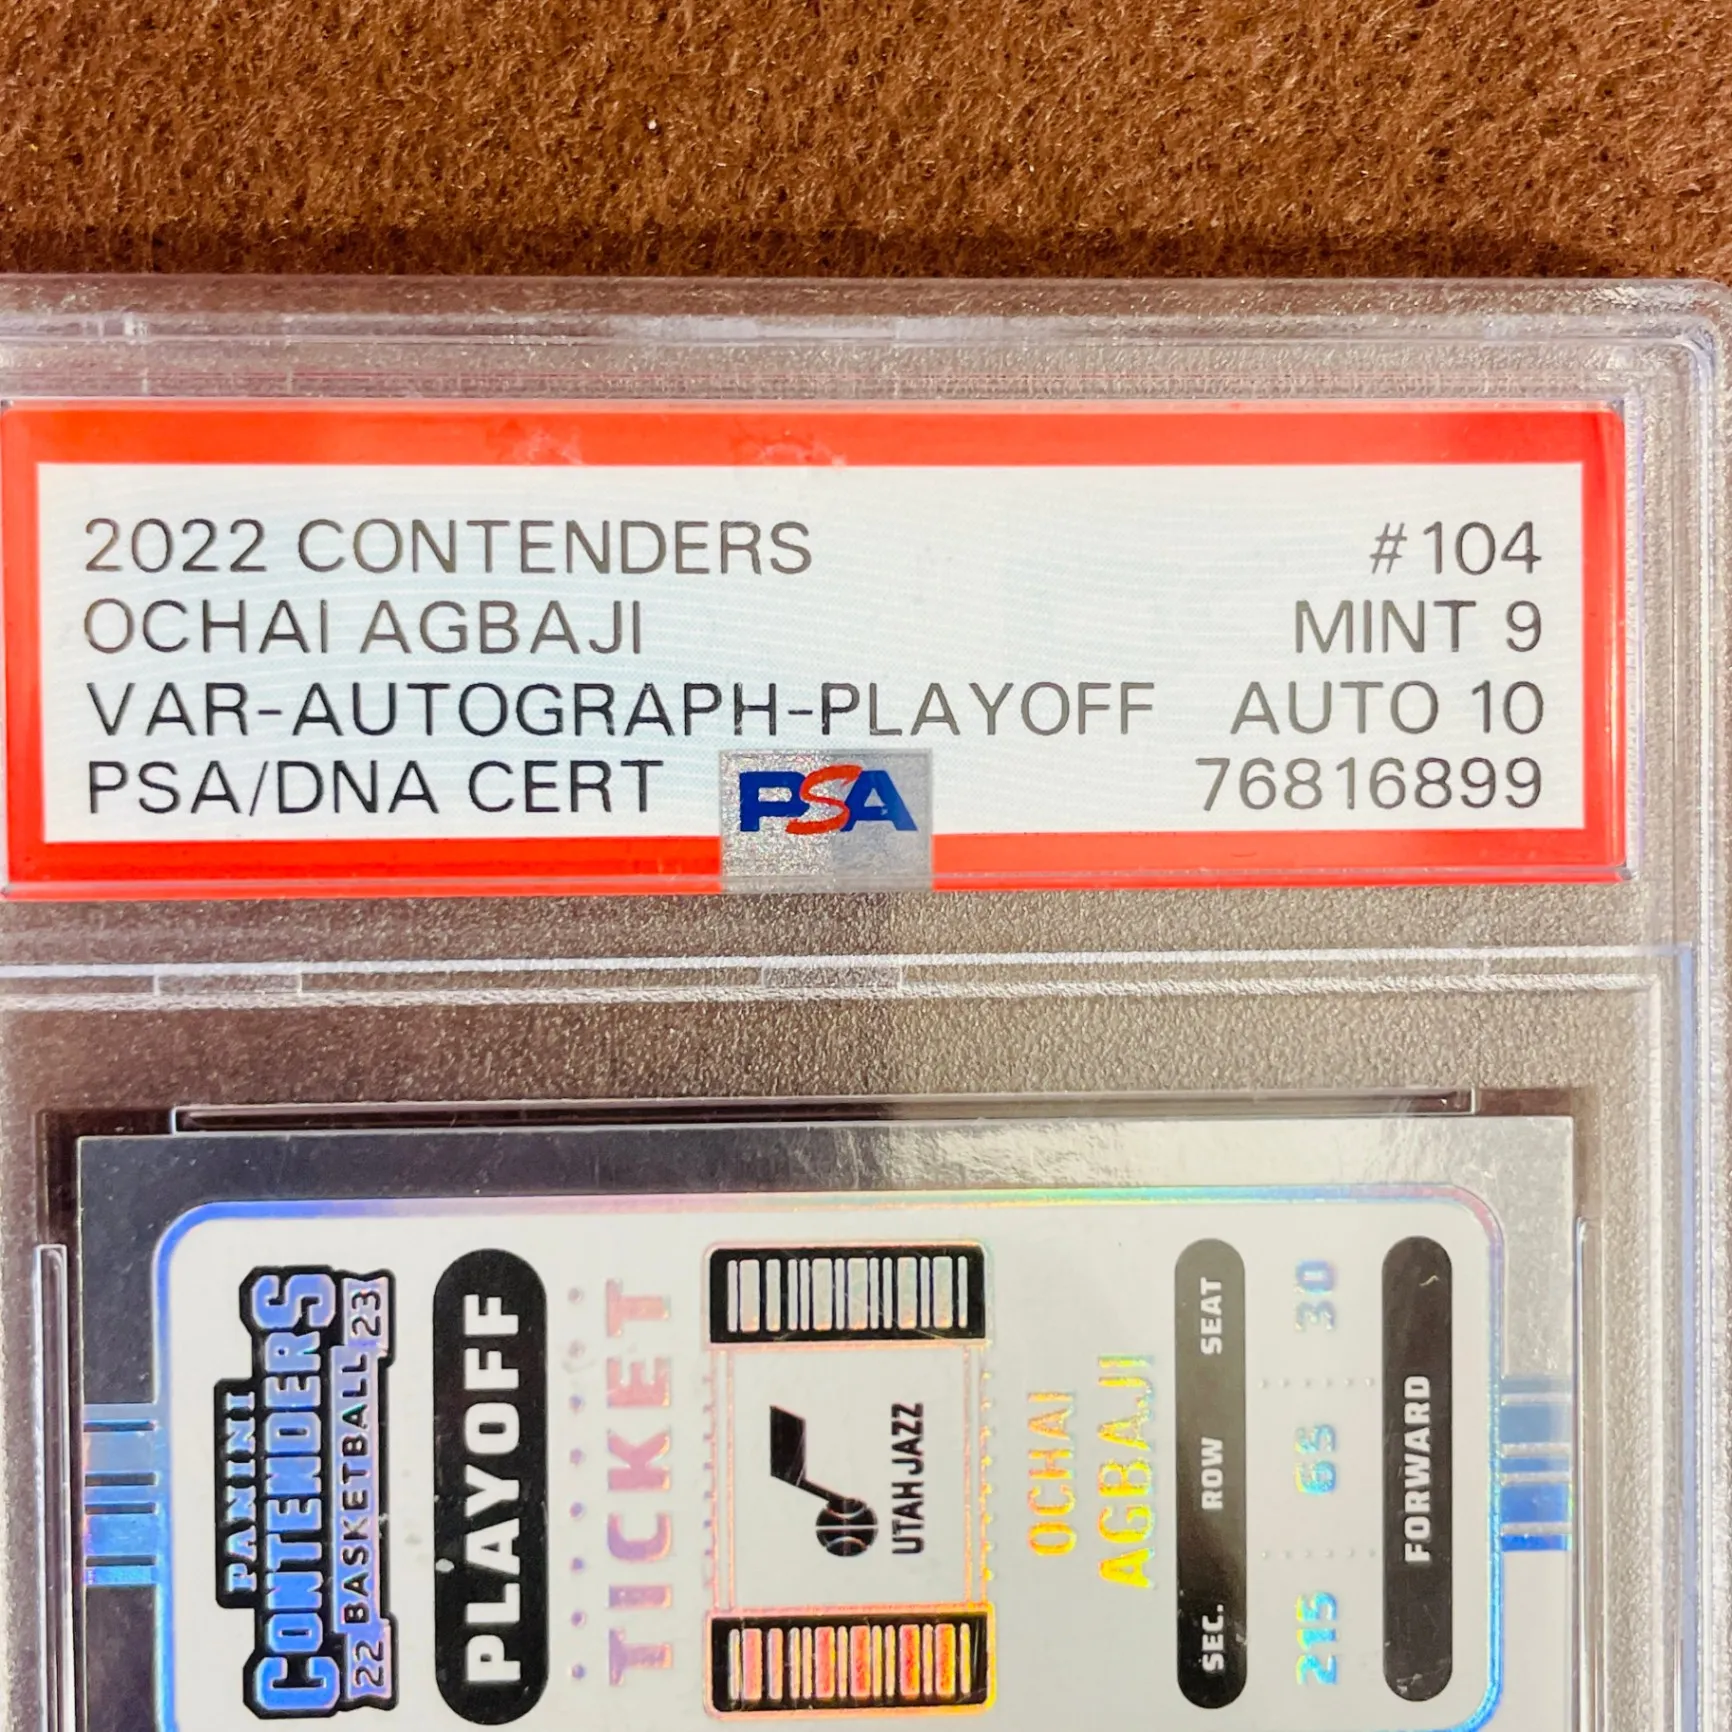 2022 CONTENDERS #104
OCHAI AGBAJI MINT 9
VAR-AUTOGRAPH-PLAYOFF AUTO 10
PSA/DNA CERT PSA 76816899
PANINI
CONTENDERS
22 BASKETBALL 23
PLAYOFF
TICKET
UTAH JAZZ
OCHAI
AGBAJI
SEC. ROW SEAT
215 65 30
FORWARD